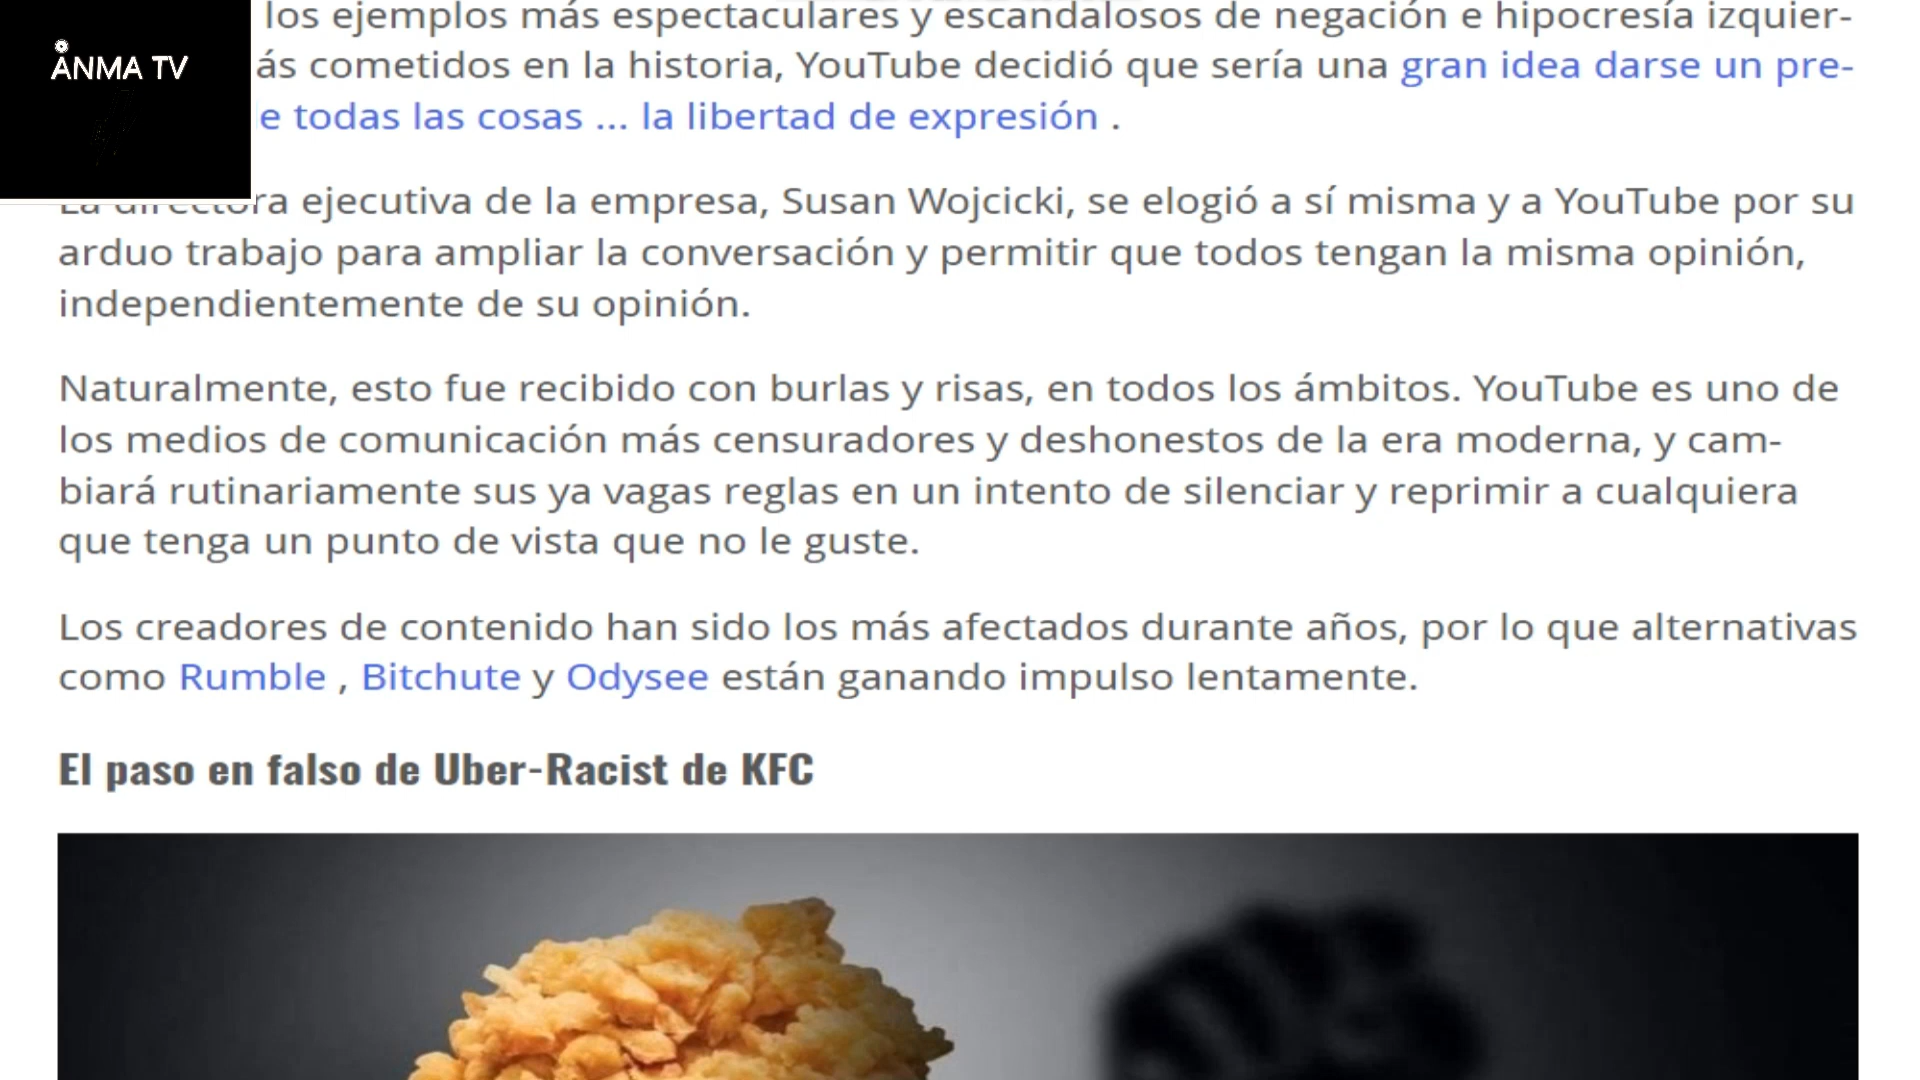 ANMA TV
los ejemplos más espectaculares y escandalosos de negación e hipocresía izquier-
ás cometidos en la historia, YouTube decidió que sería una gran idea darse un pre-
e todas las cosas ... la libertad de expresión .
La directora ejecutiva de la empresa, Susan Wojcicki, se elogió a sí misma y a YouTube por su
arduo trabajo para ampliar la conversación y permitir que todos tengan la misma opinión,
independientemente de su opinión.
Naturalmente, esto fue recibido con burlas y risas, en todos los ámbitos. YouTube es uno de
los medios de comunicación más censuradores y deshonestos de la era moderna, y cam-
biará rutinariamente sus ya vagas reglas en un intento de silenciar y reprimir a cualquiera
que tenga un punto de vista que no le guste.
Los creadores de contenido han sido los más afectados durante años, por lo que alternativas
como Rumble , Bitchute y Odysee están ganando impulso lentamente.
El paso en falso de Uber-Racist de KFC